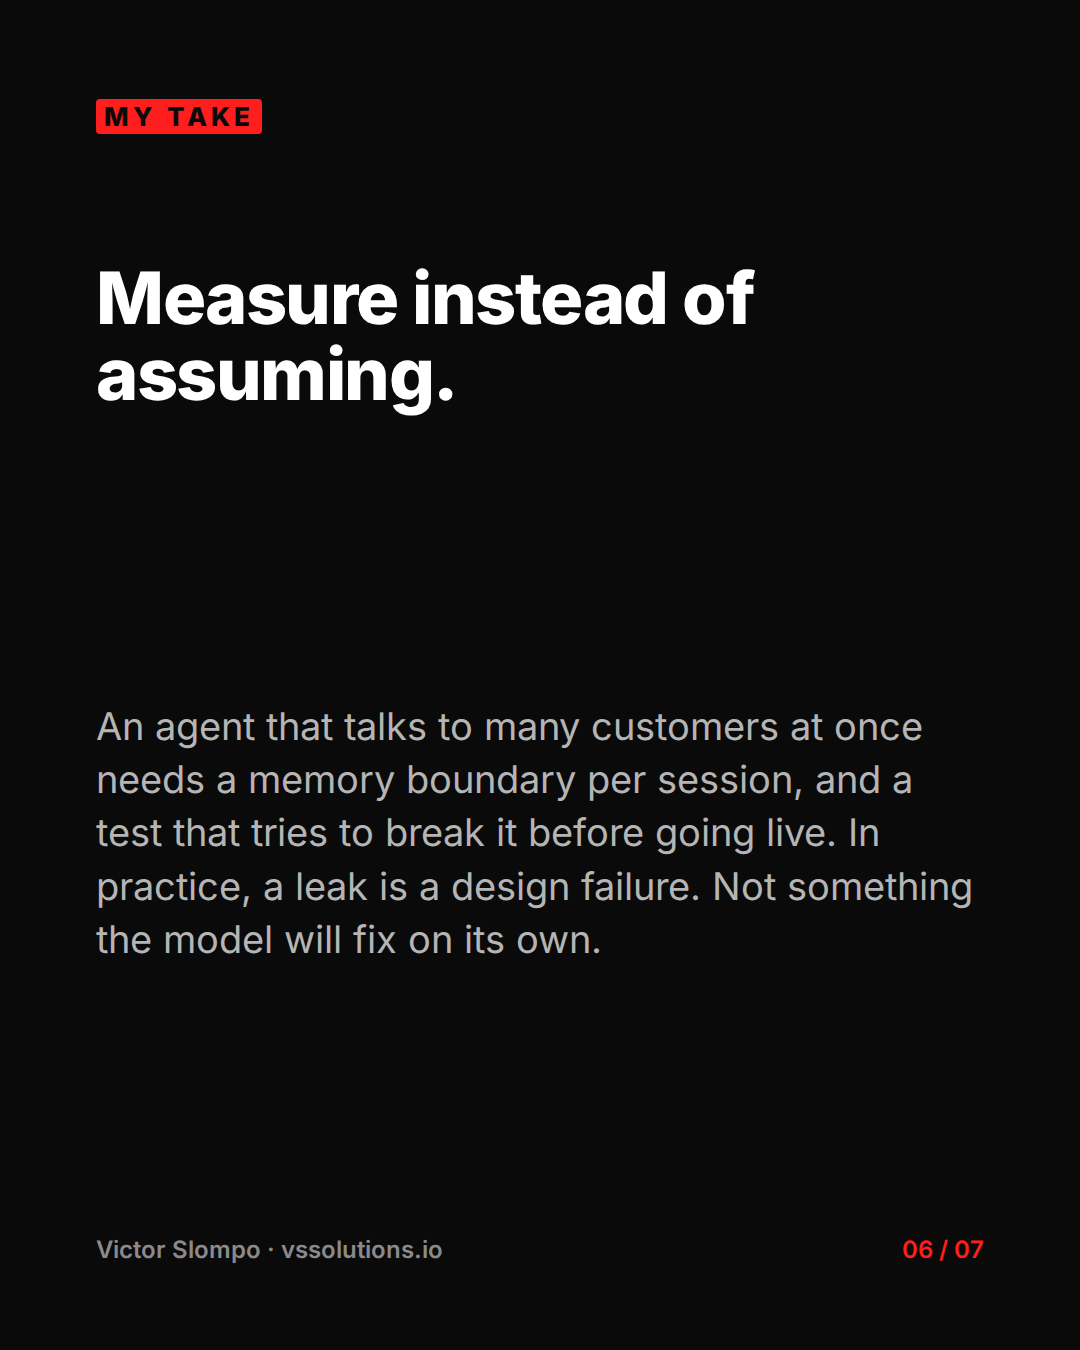 MY TAKE
Measure instead of
assuming.
An agent that talks to many customers at once
needs a memory boundary per session, and a
test that tries to break it before going live. In
practice, a leak is a design failure. Not something
the model will fix on its own.
Victor Slompo · vssolutions.io
06 / 07